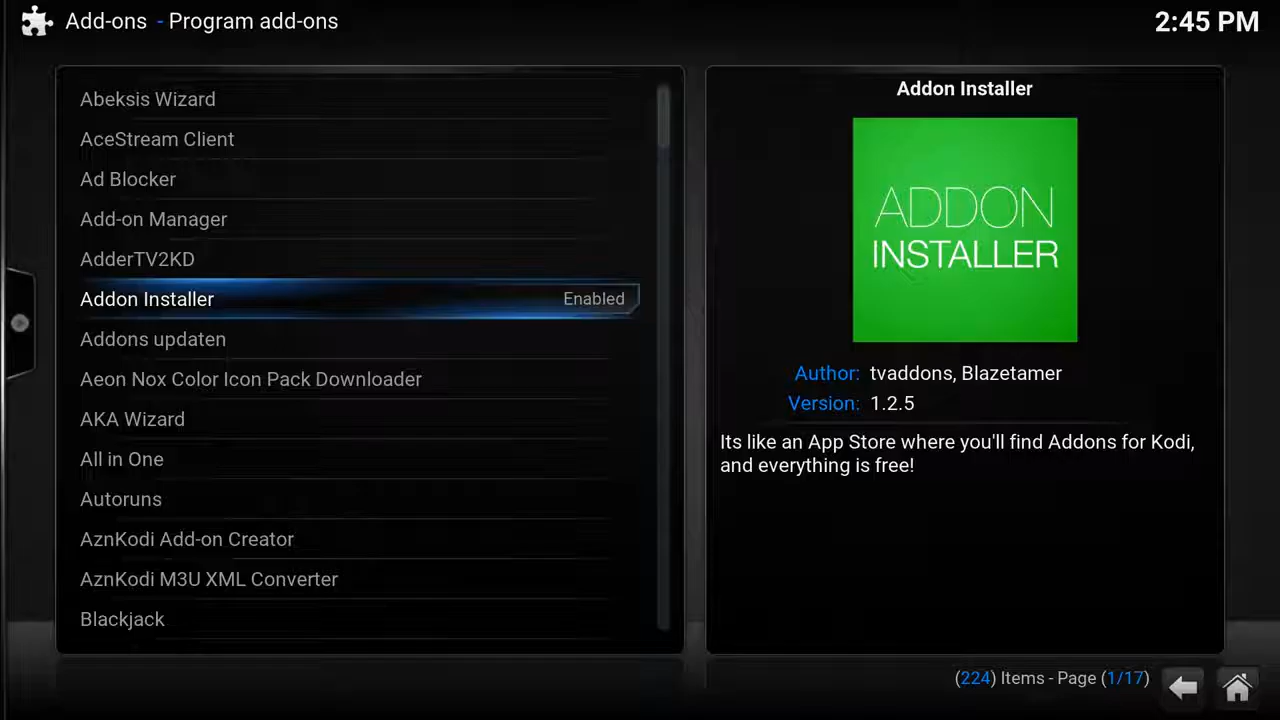 Add-ons - Program add-ons
2:45 PM
Abeksis Wizard
AceStream Client
Ad Blocker
Add-on Manager
AdderTV2KD
Addon Installer Enabled
Addons updaten
Aeon Nox Color Icon Pack Downloader
AKA Wizard
All in One
Autoruns
AznKodi Add-on Creator
AznKodi M3U XML Converter
Blackjack
Addon Installer
ADDON
INSTALLER
Author: tvaddons, Blazetamer
Version: 1.2.5
Its like an App Store where you'll find Addons for Kodi,
and everything is free!
(224) Items - Page (1/17)